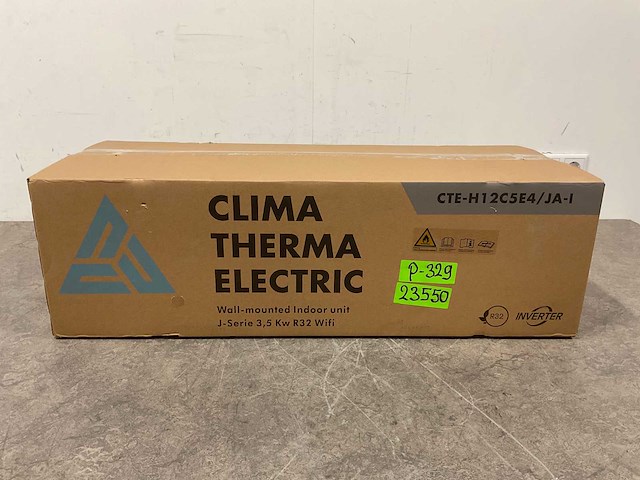 CTE-H12C5E4/JA-I
CLIMA
THERMA
ELECTRIC
Wall-mounted Indoor unit
J-Serie 3,5 Kw R32 Wifi
P-329
23550
R32
INVERTER